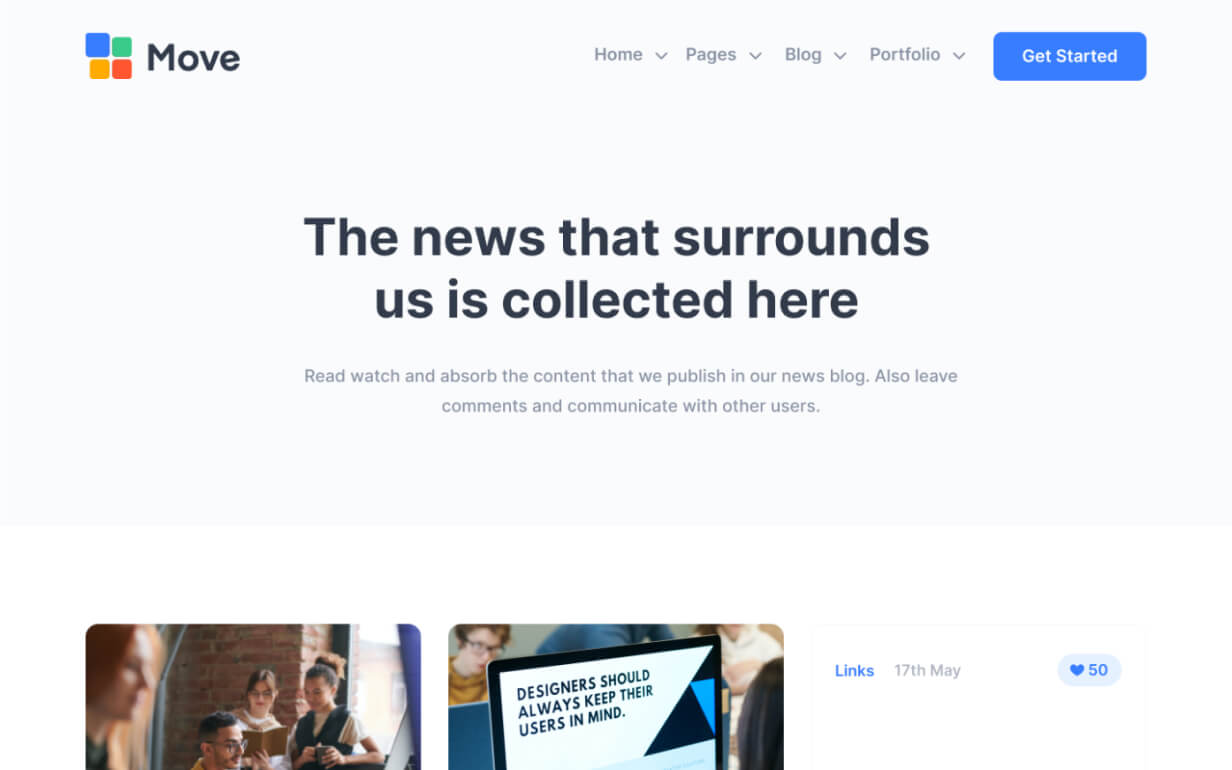 Move
Home Pages Blog Portfolio Get Started
The news that surrounds
us is collected here
Read watch and absorb the content that we publish in our news blog. Also leave
comments and communicate with other users.
DESIGNERS SHOULD
ALWAYS KEEP THEIR
USERS IN MIND.
Links 17th May 50